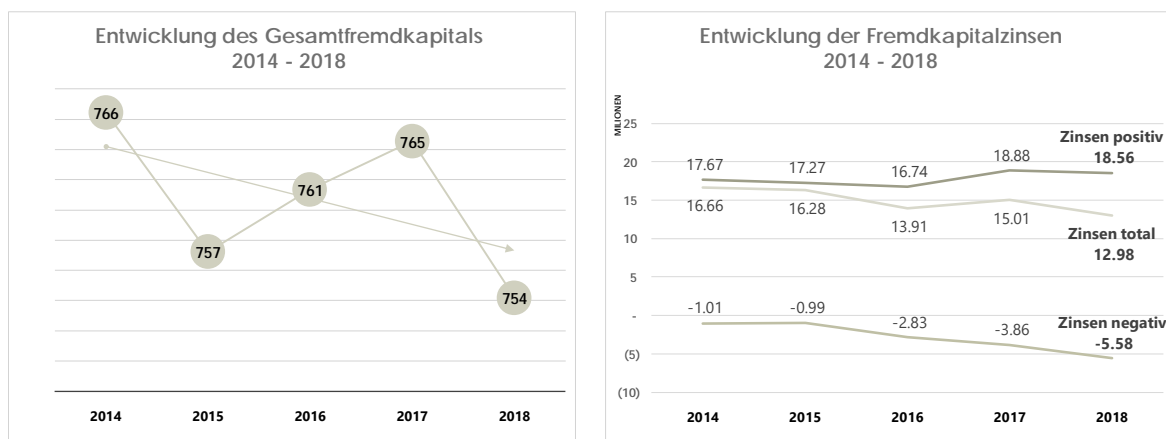 Entwicklung des Gesamtfremdkapitals
2014 - 2018
766
765
761
757
754
2014 2015 2016 2017 2018
Entwicklung der Fremdkapitalzinsen
2014 - 2018
MILIONEN
25
Zinsen positiv
20
17.67 17.27 16.74 18.88 18.56
15
16.66 16.28 13.91 15.01
Zinsen total
12.98
10
5
-
-1.01 -0.99 -2.83 -3.86
Zinsen negativ
-5.58
(5)
(10)
2014 2015 2016 2017 2018